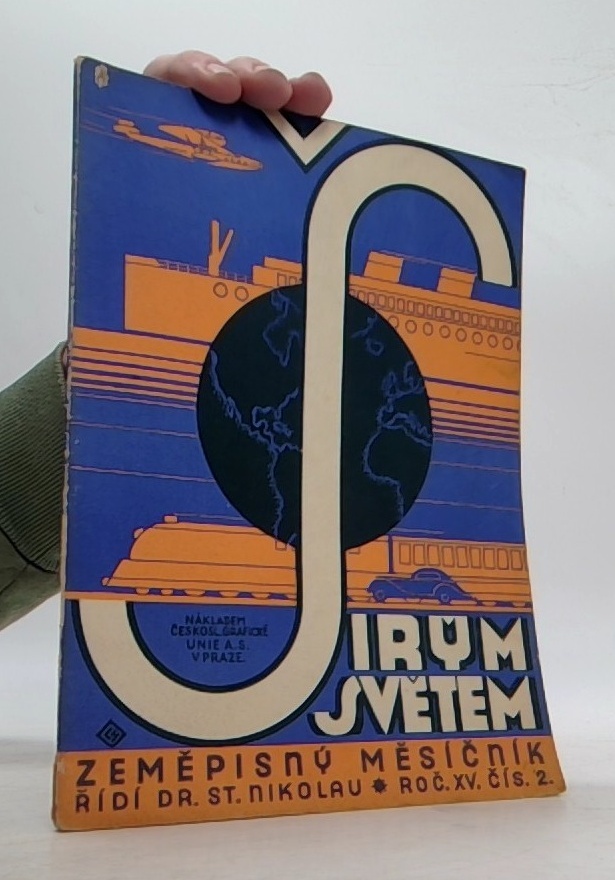 NÁKLADEM
ČESKOSL. GRAFICKÉ
UNIE A. S.
V PRAZE.
ŠIRÝM
SVĚTEM
ZEMĚPISNÝ MĚSÍČNÍK
ŘÍDÍ DR. ST. NIKOLAU * ROČ. XV. ČÍS. 2.